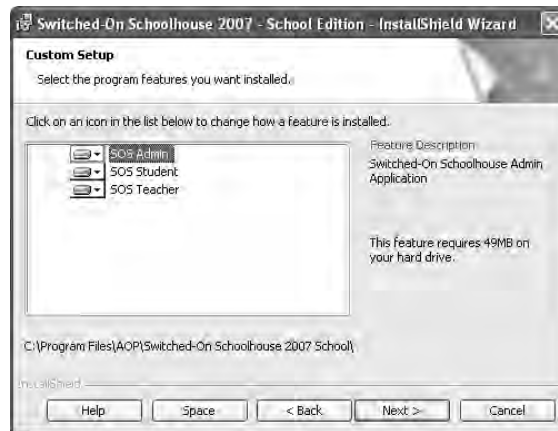 Switched-On Schoolhouse 2007 - School Edition - InstallShield Wizard
Custom Setup
Select the program features you want installed.
Click on an icon in the list below to change how a feature is installed.
SOS Admin
SOS Student
SOS Teacher
Feature Description
Switched-On Schoolhouse Admin
Application
This feature requires 49MB on
your hard drive.
C:\Program Files\AOP\Switched-On Schoolhouse 2007 School\
InstallShield
Help
Space
< Back
Next >
Cancel